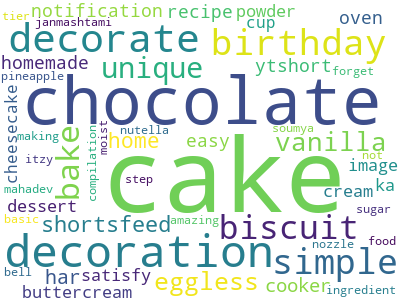 tier notification recipe powder oven
janmashtami cup
decorate birthday
homemade unique ytshort
pineapple forget
cheesecake chocolate
making compilation moist nutella soumya
bake home easy vanilla not
itzy cake image
mahadev step cream ka
dessert amazing sugar
basic shortsfeed biscuit
decoration nozzle food
simple
bell har satisfy eggless cooker
buttercream ingredient